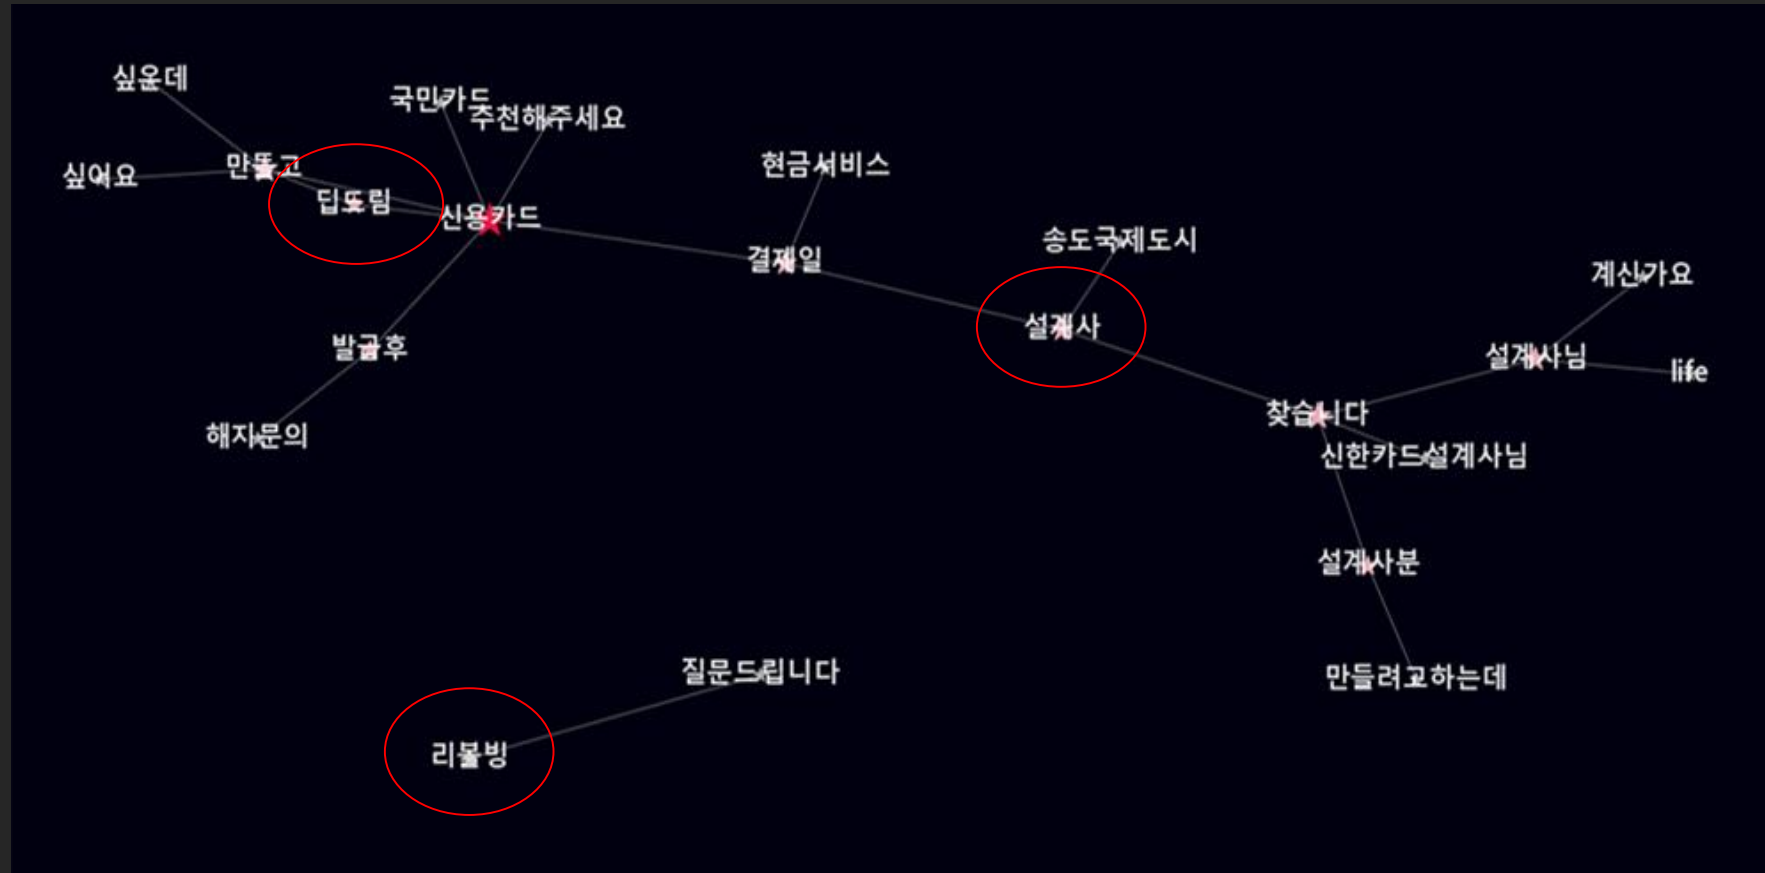 싶은데
국민카드
추천해주세요
현금서비스
만들고
싶어요
딥드림
신용카드
송도국제도시
결제일
계신가요
설계사
발급후
설계사님
life
찾습니다
해지문의
신한카드설계사님
설계사분
질문드립니다
만들려고하는데
리볼빙